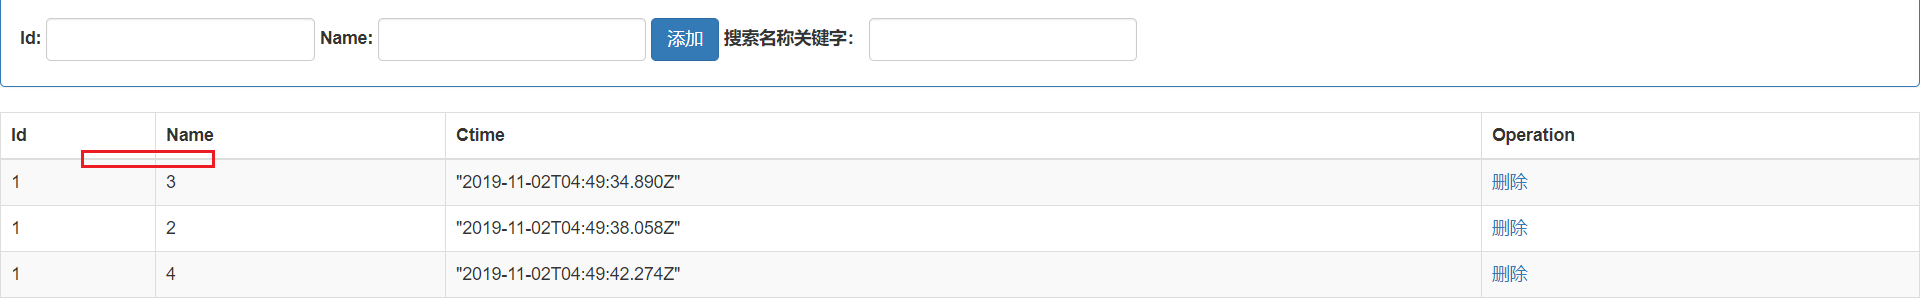 Id: Name: 添加 搜索名称关键字：
Id Name Ctime Operation
1 3 "2019-11-02T04:49:34.890Z" 删除
1 2 "2019-11-02T04:49:38.058Z" 删除
1 4 "2019-11-02T04:49:42.274Z" 删除